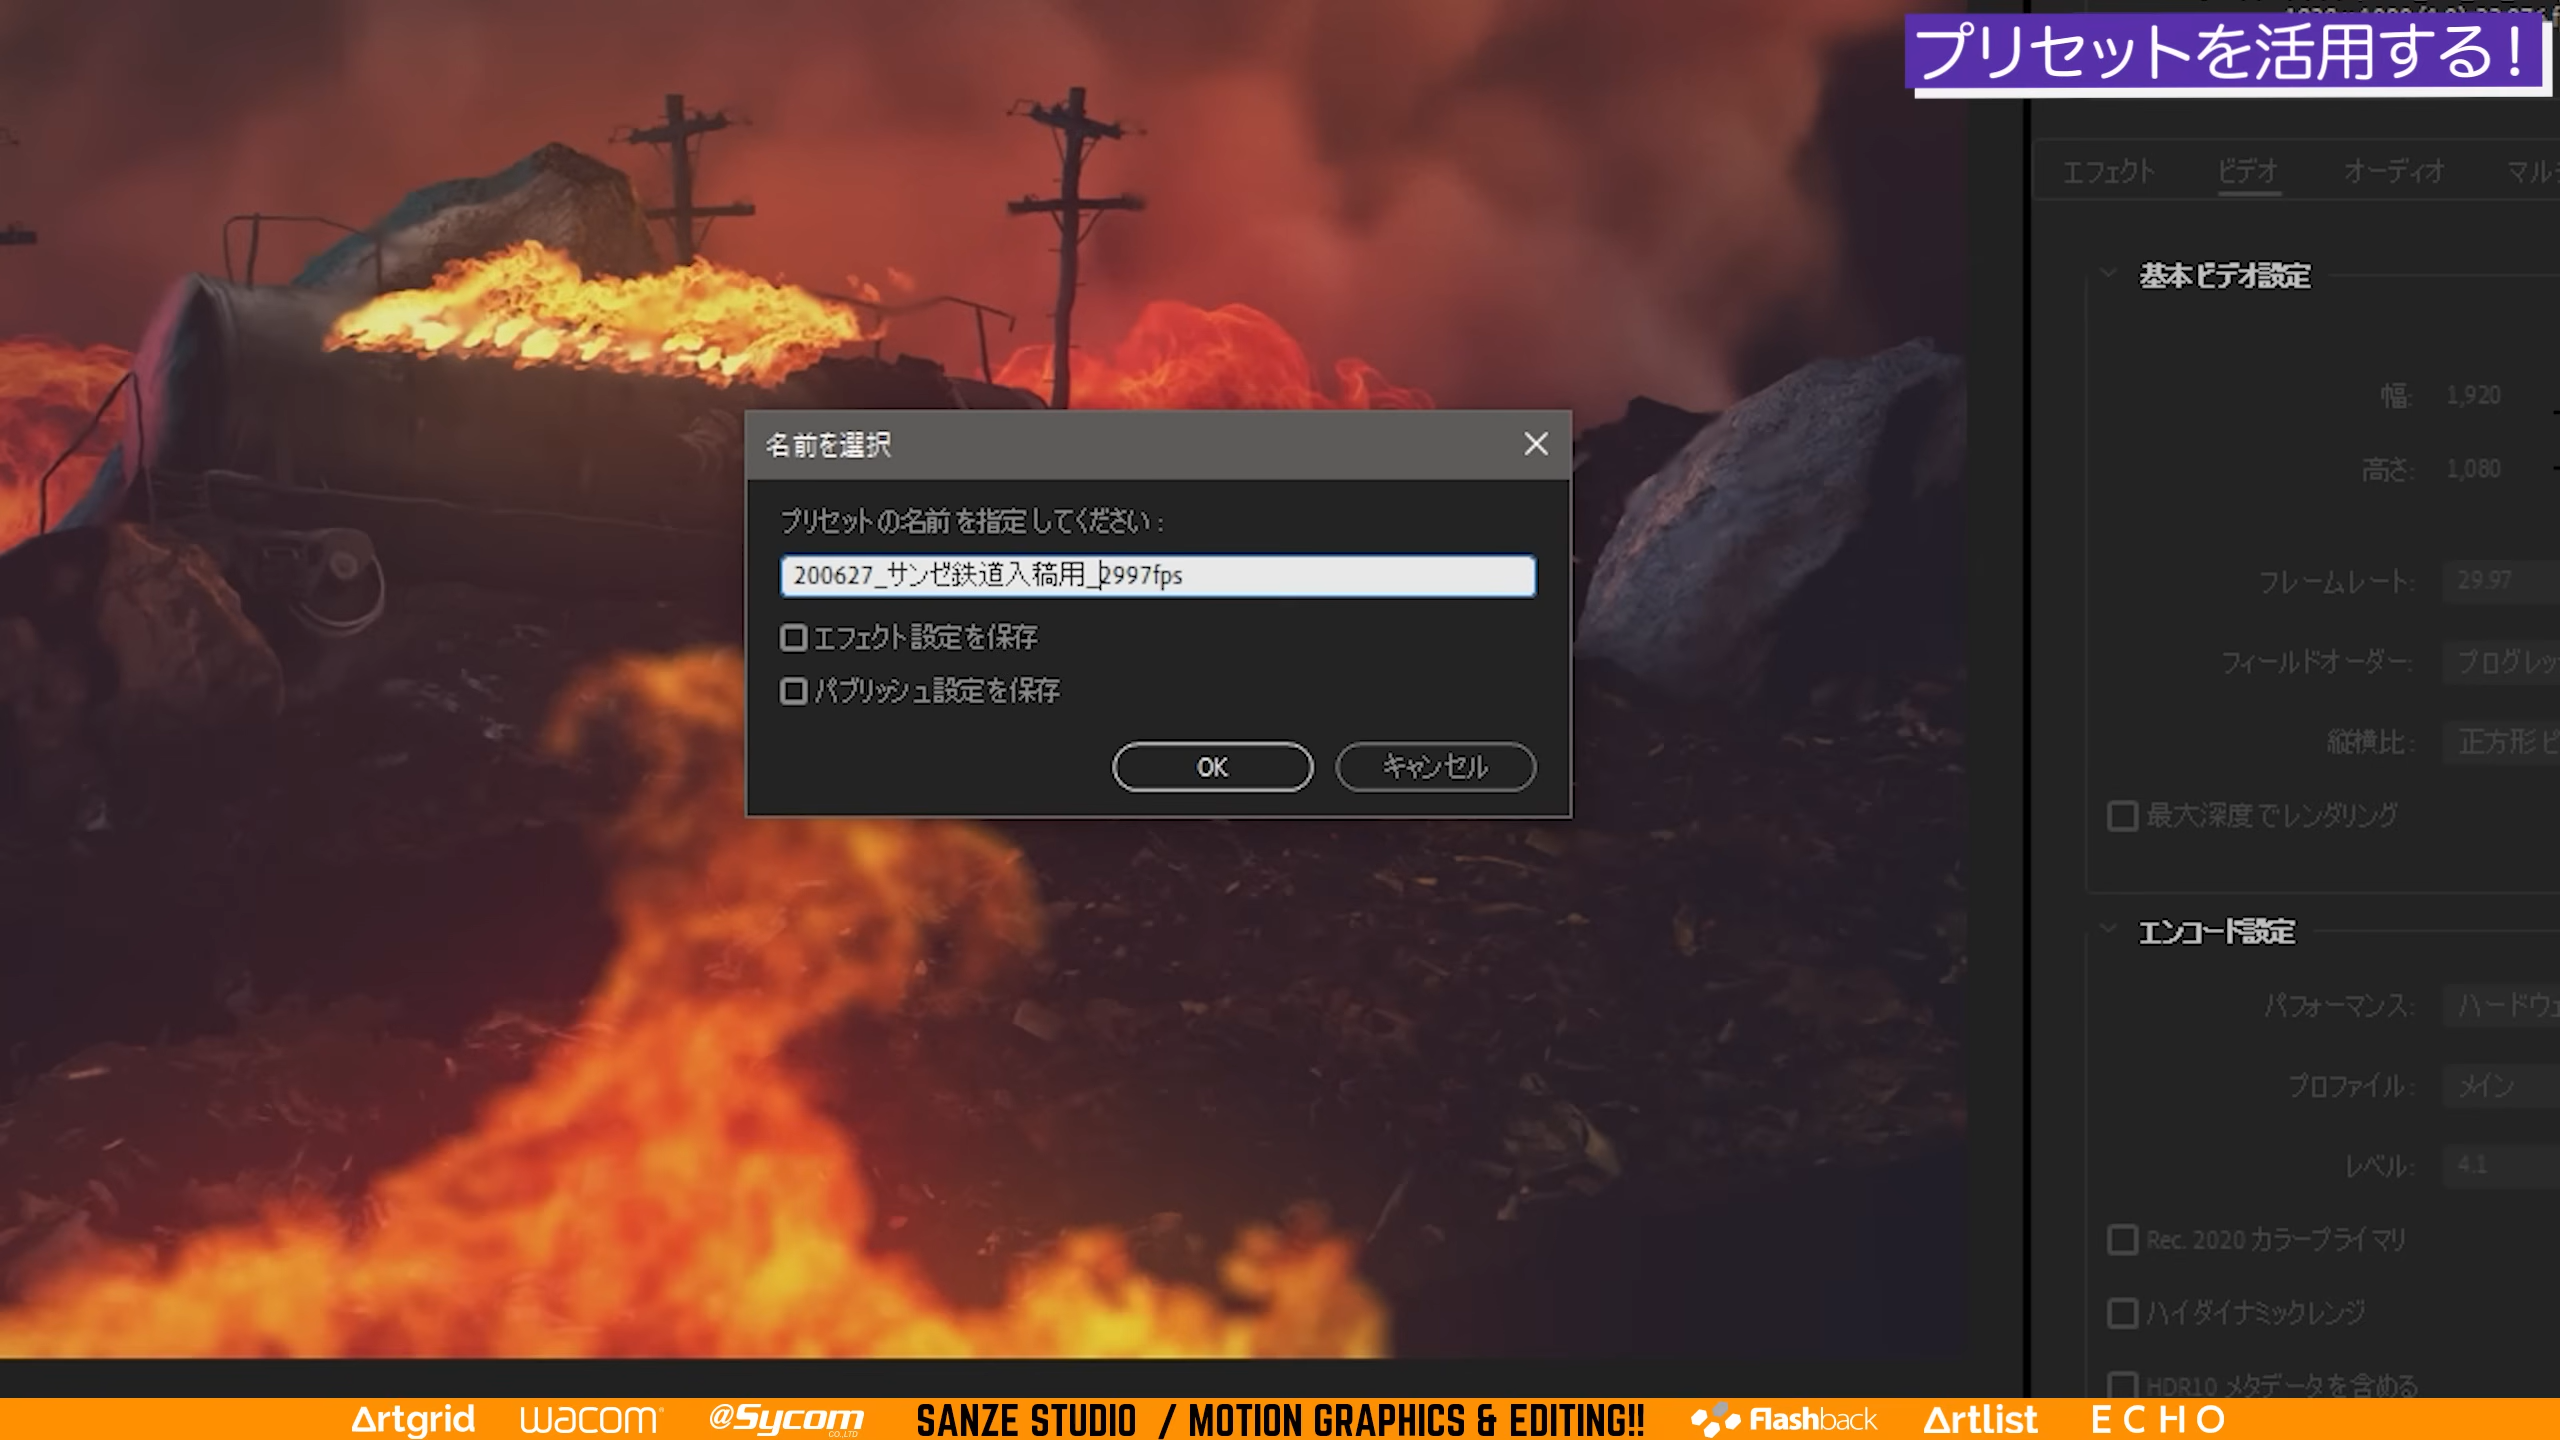 プリセットを活用する!
エフェクト ビデオ オーディオ
基本ビデオ設定
幅: 1,920
高さ: 1,080
フレームレート: 29.97
フィールドオーダー:
縦横比: 正方形
最大深度でレンダリング
エンコード設定
パフォーマンス:
プロファイル: メイン
レベル: 4.1
Rec. 2020 カラープライマリ
ハイダイナミックレンジ
HDR10 メタデータを含める
名前を選択
プリセットの名前を指定してください:
200627_サンゼ鉄道入稿用_2997fps
エフェクト設定を保存
パブリッシュ設定を保存
OK キャンセル
Artgrid wacom @Sycom CO.,LTD SANZE STUDIO / MOTION GRAPHICS & EDITING!! Flashback Artlist ECHO